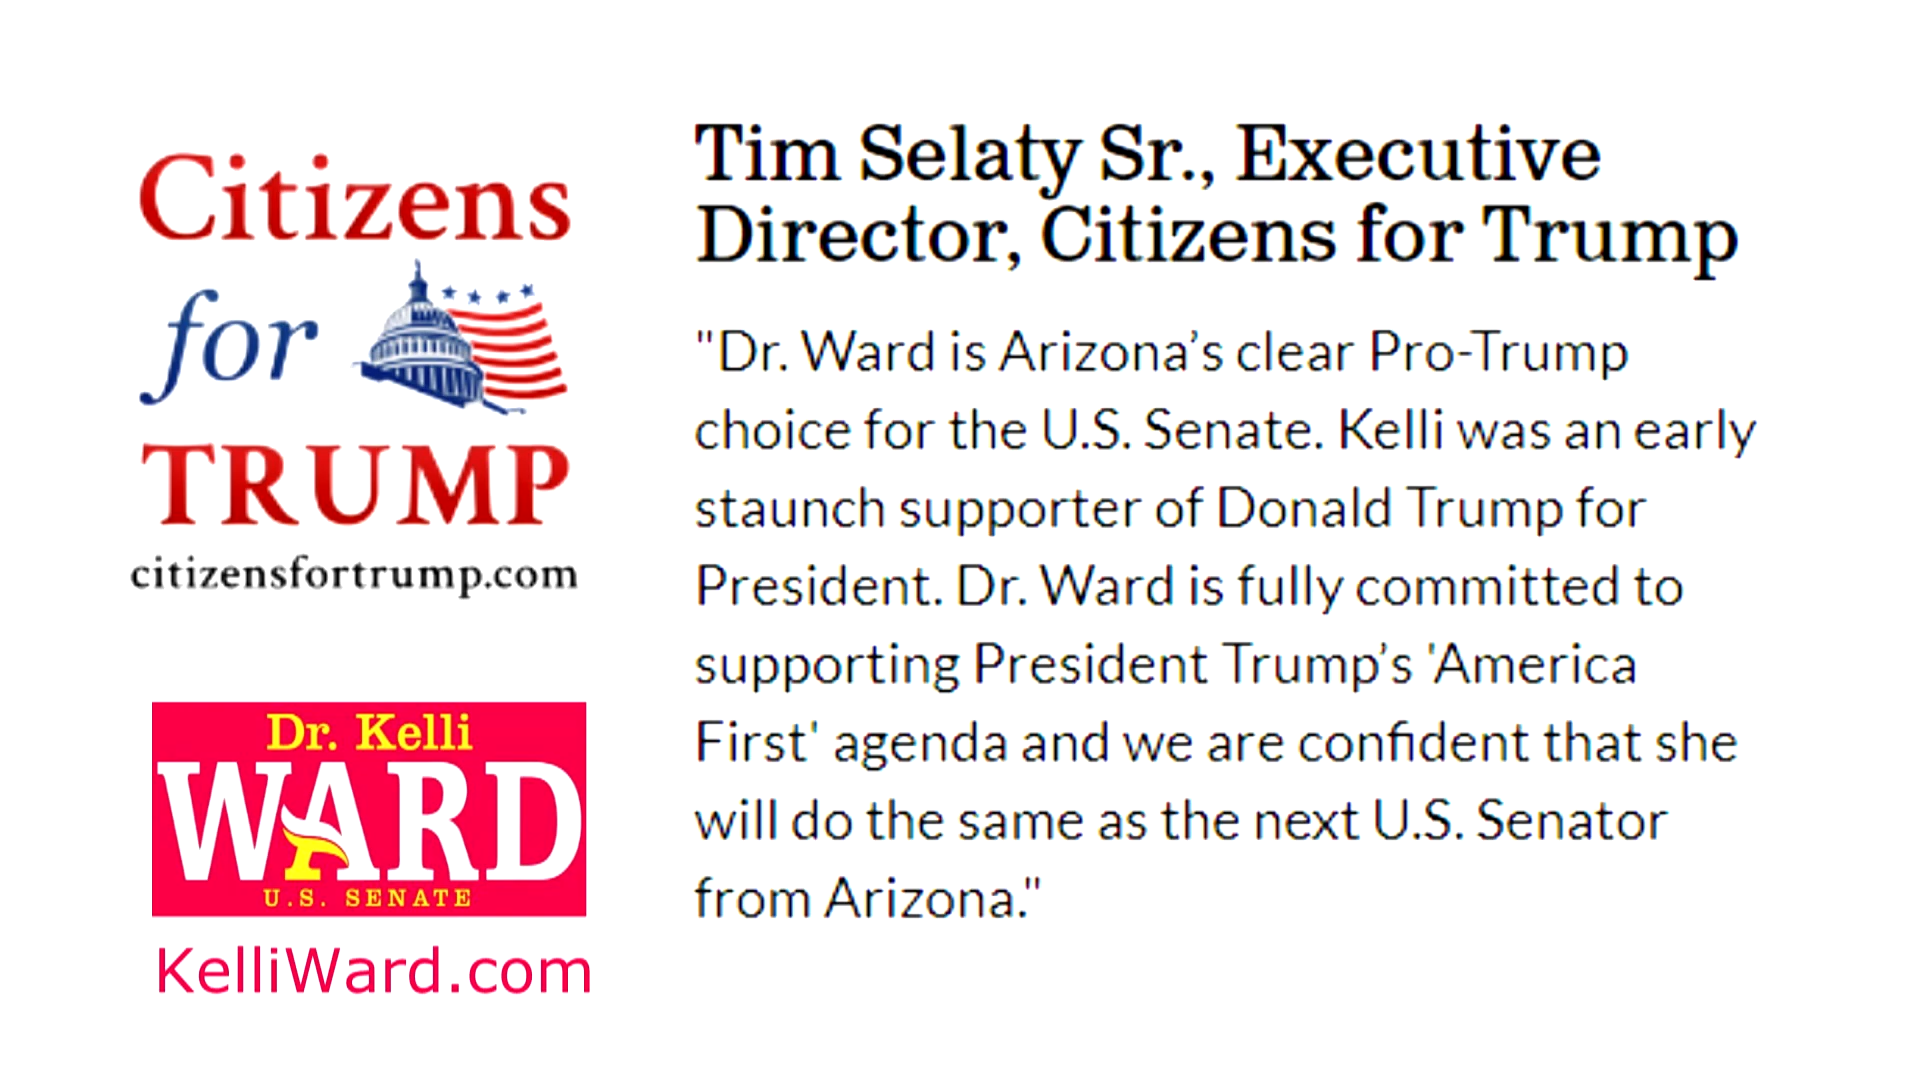 Citizens
for
TRUMP
citizensfortrump.com
Dr. Kelli
WARD
U.S. SENATE
KelliWard.com
Tim Selaty Sr., Executive
Director, Citizens for Trump
"Dr. Ward is Arizona’s clear Pro-Trump
choice for the U.S. Senate. Kelli was an early
staunch supporter of Donald Trump for
President. Dr. Ward is fully committed to
supporting President Trump’s 'America
First' agenda and we are confident that she
will do the same as the next U.S. Senator
from Arizona."